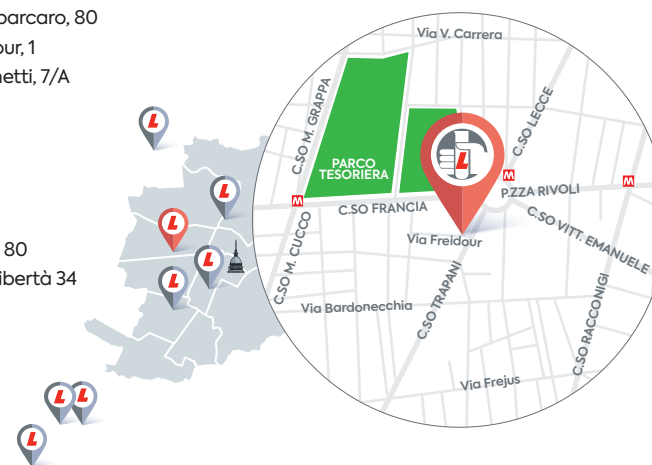 barcaro, 80
our, 1
netti, 7/A
80
ibertà 34
Via V. Carrera
C.SO M. GRAPPA
C.SO LECCE
PARCO
TESORIERA
L
M
M
M
P.ZZA RIVOLI
C.SO FRANCIA
C.SO VITT. EMANUELE
Via Freidour
C.SO M. CUCCO
C.SO TRAPANI
Via Bardonecchia
C.SO RACCONIGI
Via Frejus
L
L
L
L
L
L
L
L